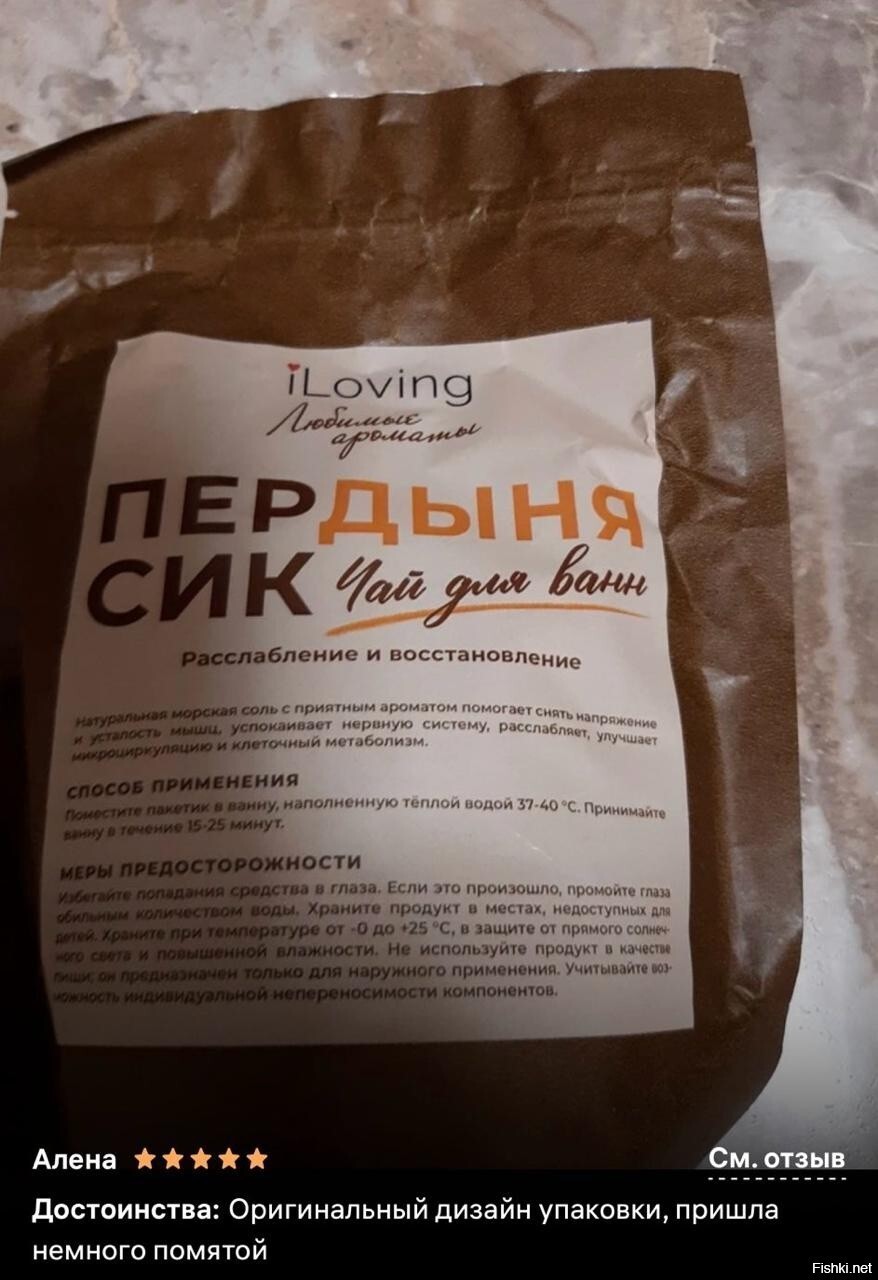 iLoving
Любимые
ароматы
ПЕРДЫНЯ
СИК Чай для ванн
Расслабление и восстановление
Натуральная морская соль с приятным ароматом помогает снять напряжение
и усталость мышц, успокаивает нервную систему, расслабляет, улучшает
микроциркуляцию и клеточный метаболизм.
СПОСОБ ПРИМЕНЕНИЯ
Поместите пакетик в ванну, наполненную тёплой водой 37-40 °С. Принимайте
ванну в течение 15-25 минут.
МЕРЫ ПРЕДОСТОРОЖНОСТИ
Избегайте попадания средства в глаза. Если это произошло, промойте глаза
обильным количеством воды. Храните продукт в местах, недоступных для
детей. Храните при температуре от -0 до +25 °С, в защите от прямого солнеч-
ного света и повышенной влажности. Не используйте продукт в качестве
пищи; он предназначен только для наружного применения. Учитывайте воз-
можность индивидуальной непереносимости компонентов.
Алена
См. отзыв
Достоинства: Оригинальный дизайн упаковки, пришла
немного помятой
Fishki.net